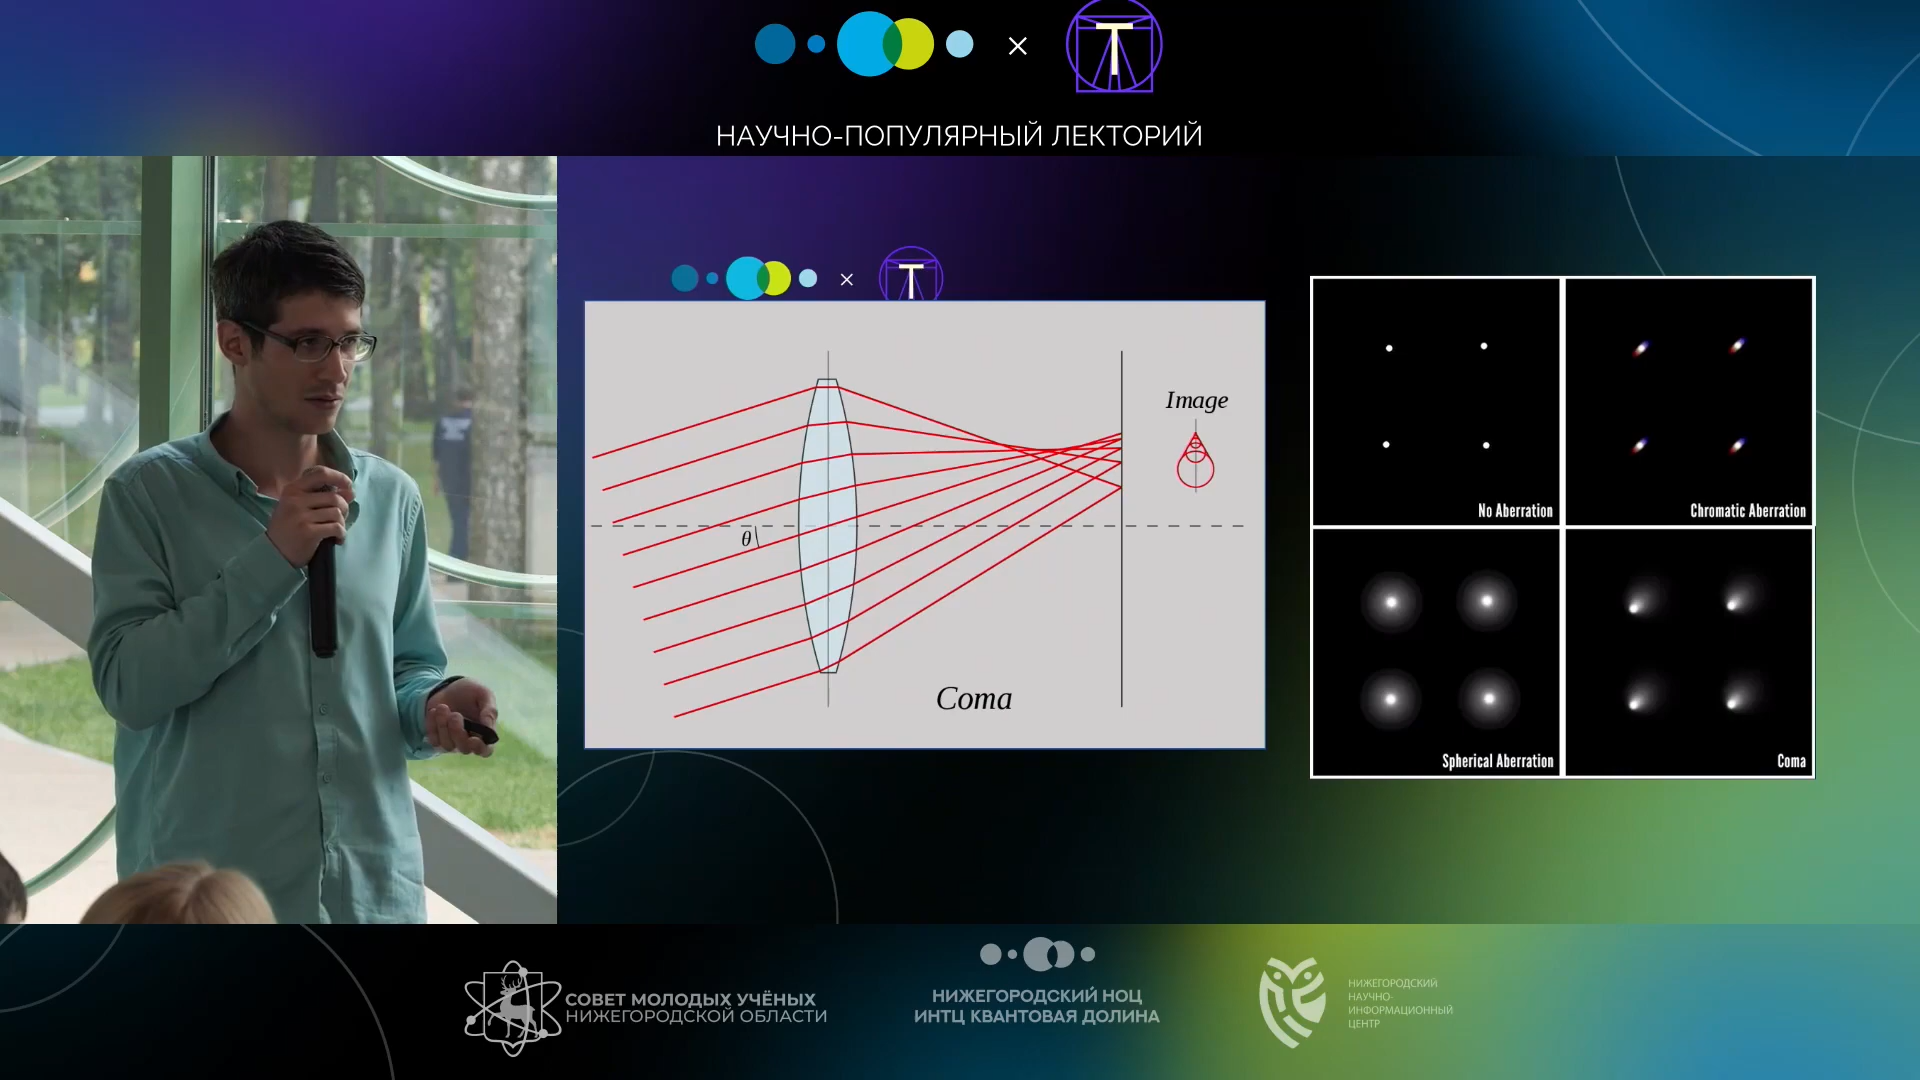 T
НАУЧНО-ПОПУЛЯРНЫЙ ЛЕКТОРИЙ
T
Image
θ
Coma
No Aberration
Chromatic Aberration
Spherical Aberration
Coma
СОВЕТ МОЛОДЫХ УЧЁНЫХ
НИЖЕГОРОДСКОЙ ОБЛАСТИ
НИЖЕГОРОДСКИЙ НОЦ
ИНТЦ КВАНТОВАЯ ДОЛИНА
НИЖЕГОРОДСКИЙ
НАУЧНО-
ИНФОРМАЦИОННЫЙ
ЦЕНТР